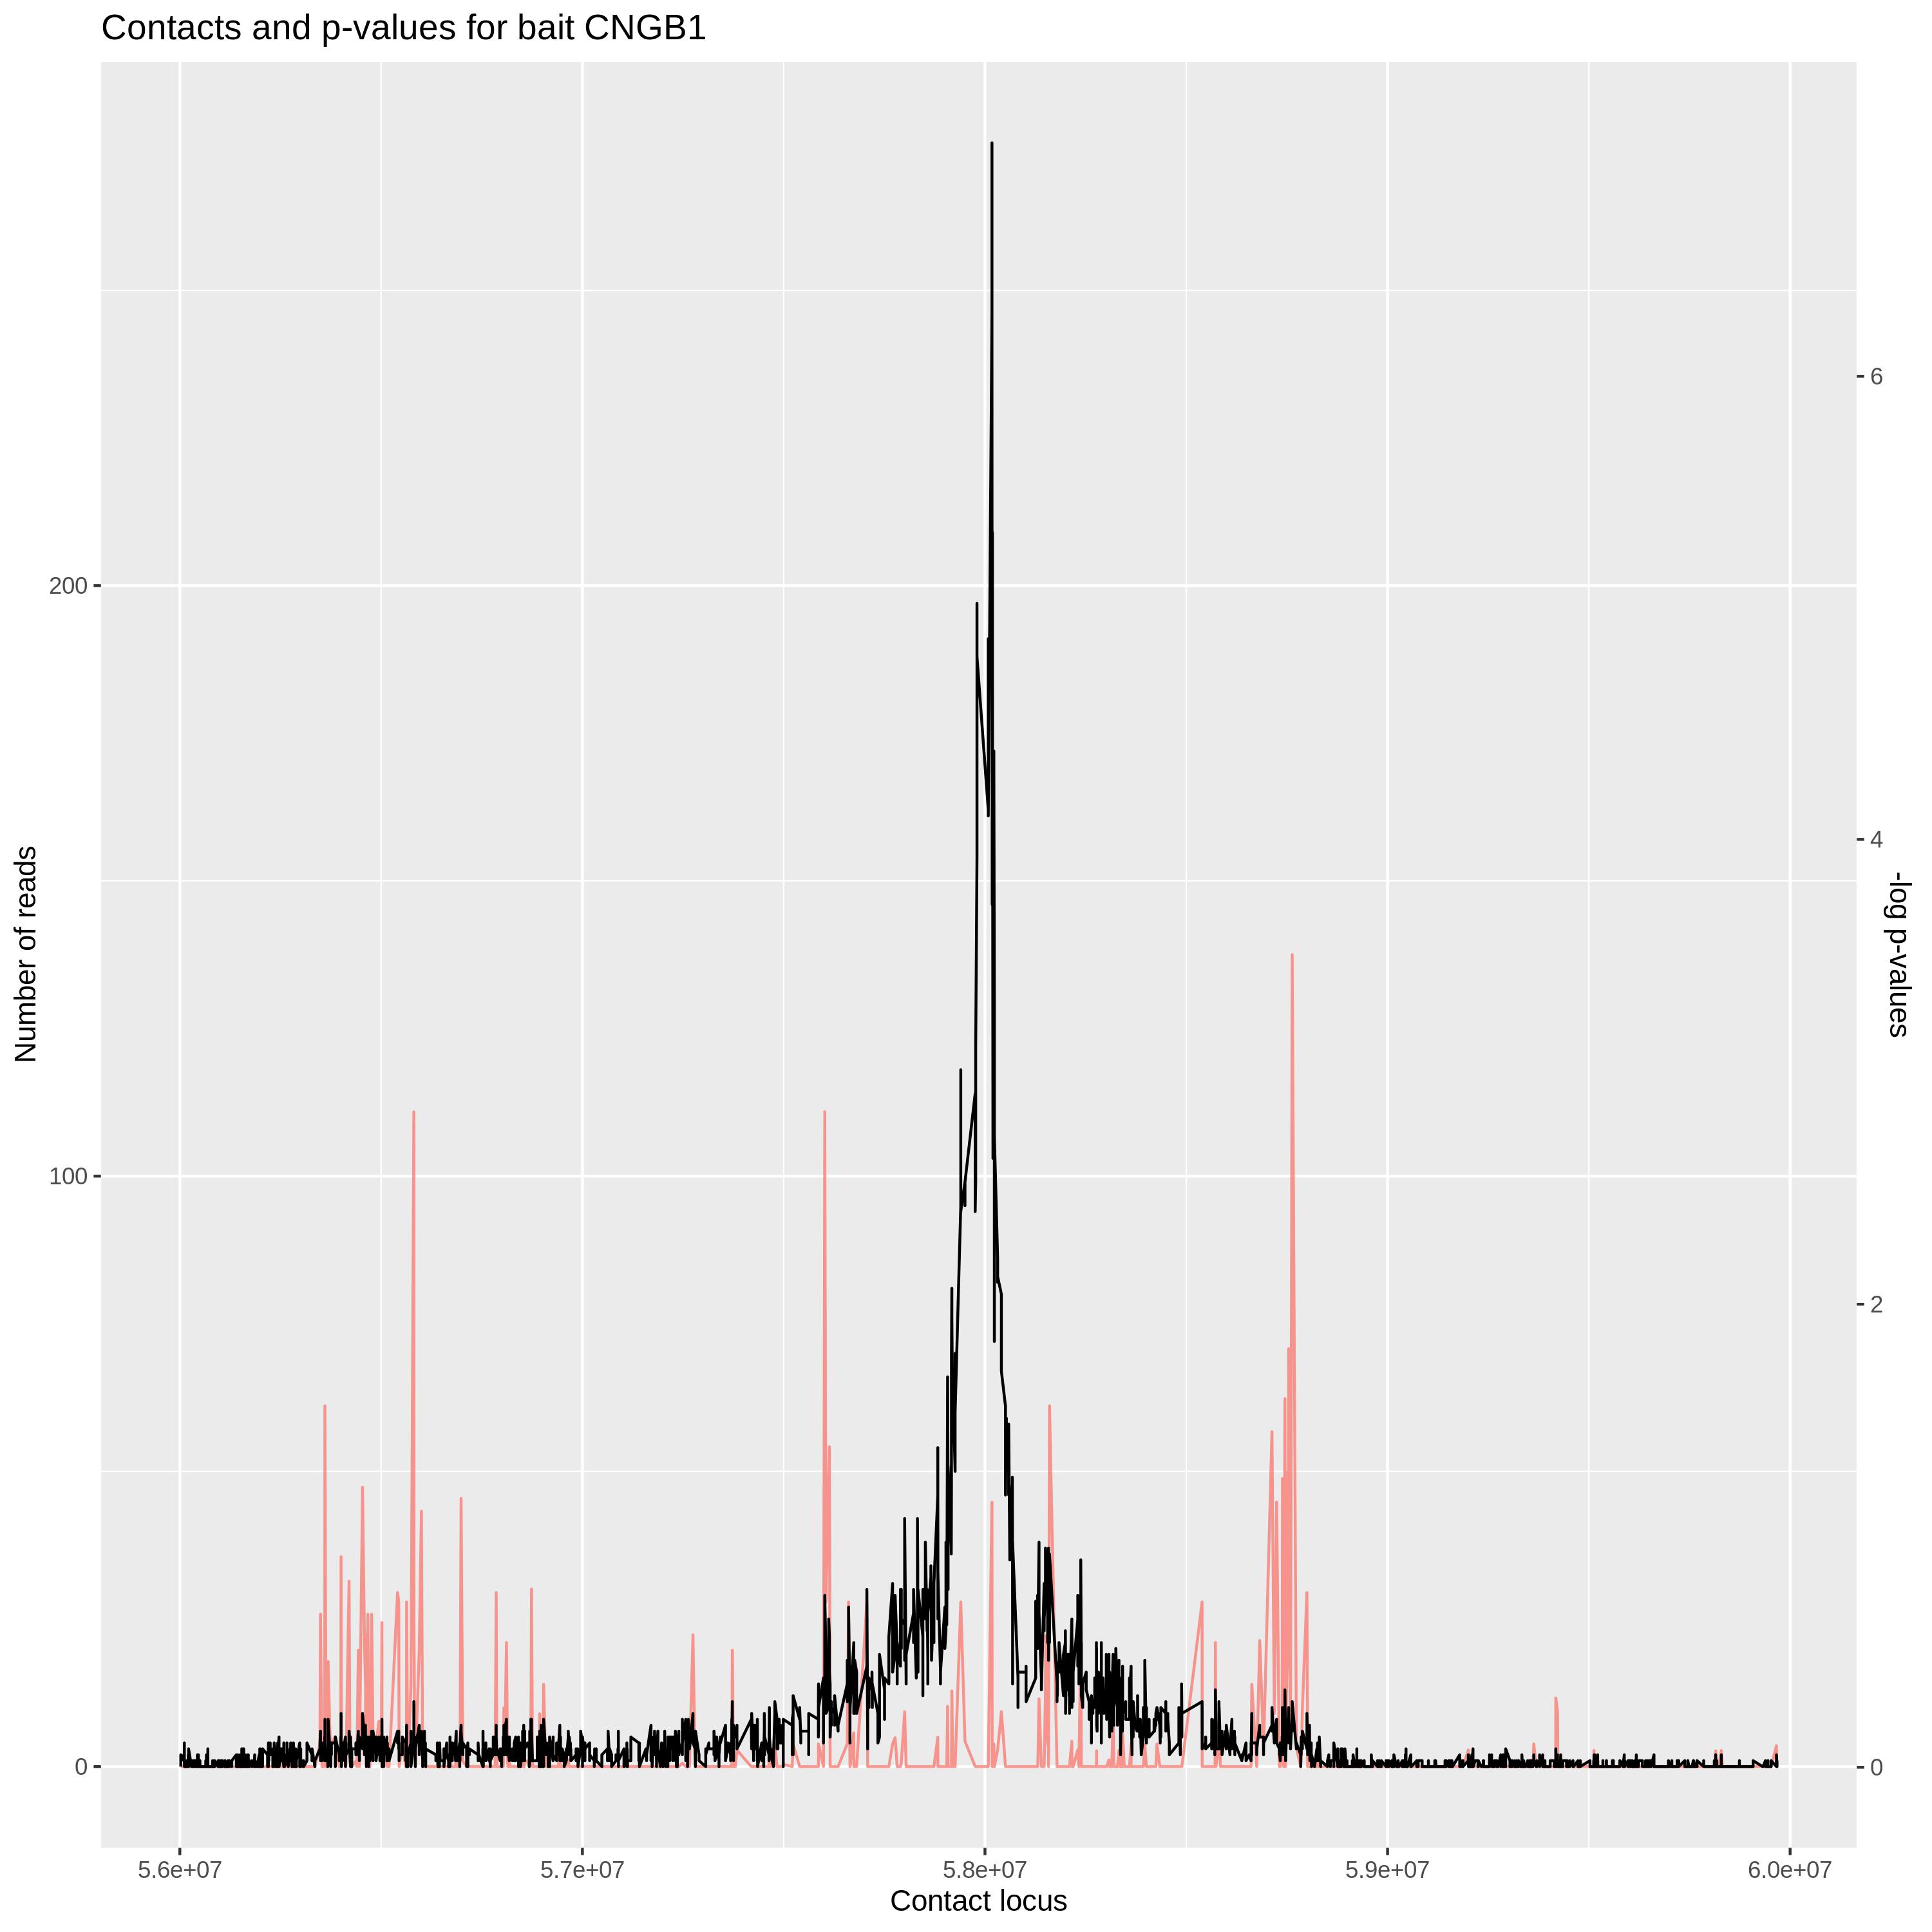 Contacts and p-values for bait CNGB1
Number of reads
200
100
0
6
4
2
0
-log p-values
5.6e+07
5.7e+07
5.8e+07
5.9e+07
6.0e+07
Contact locus